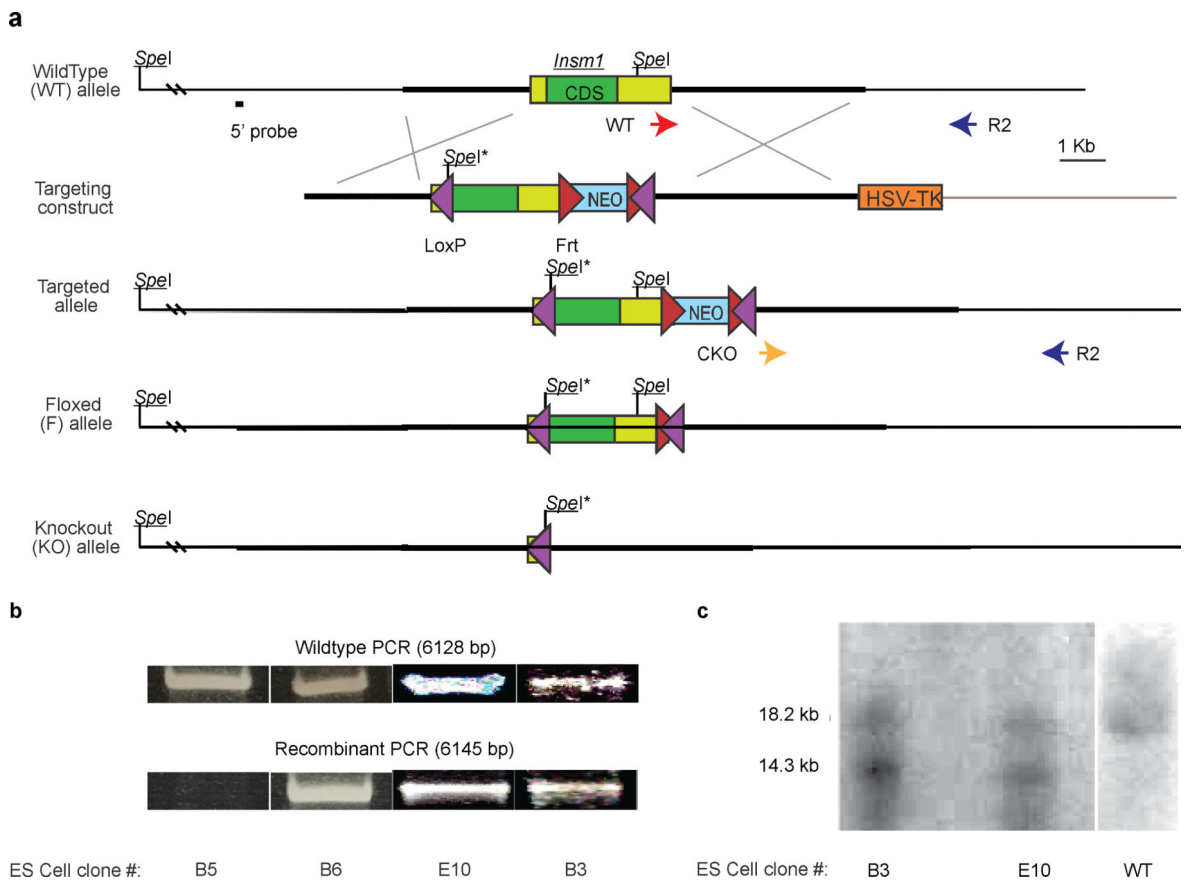 a
SpeI
Insm1
SpeI
WildType
(WT) allele
CDS
5' probe
WT
R2
1 Kb
SpeI*
Targeting
construct
NEO
HSV-TK
LoxP
Frt
SpeI
SpeI*
SpeI
Targeted
allele
NEO
CKO
R2
SpeI
SpeI*
SpeI
Floxed
(F) allele
SpeI
SpeI*
Knockout
(KO) allele
b
Wildtype PCR (6128 bp)
Recombinant PCR (6145 bp)
ES Cell clone #: B5 B6 E10 B3
c
18.2 kb
14.3 kb
ES Cell clone #: B3 E10 WT